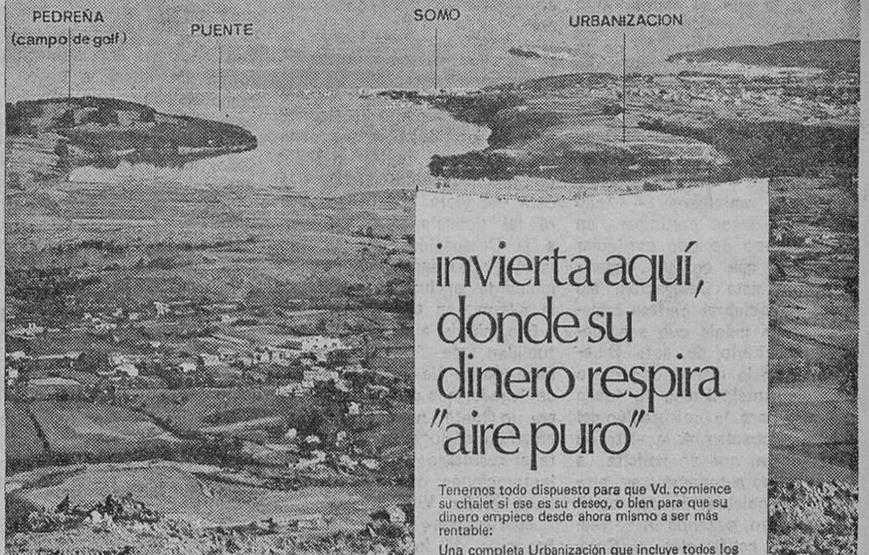 PEDREÑA
(campo de golf)
PUENTE
SOMO
URBANIZACION
invierta aquí,
donde su
dinero respira
"aire puro"
Tenemos todo dispuesto para que Vd. comience
su chalet si ese es su deseo, o bien para que su
dinero empiece desde ahora mismo a ser más
rentable:
Una completa Urbanización que incluye todos los